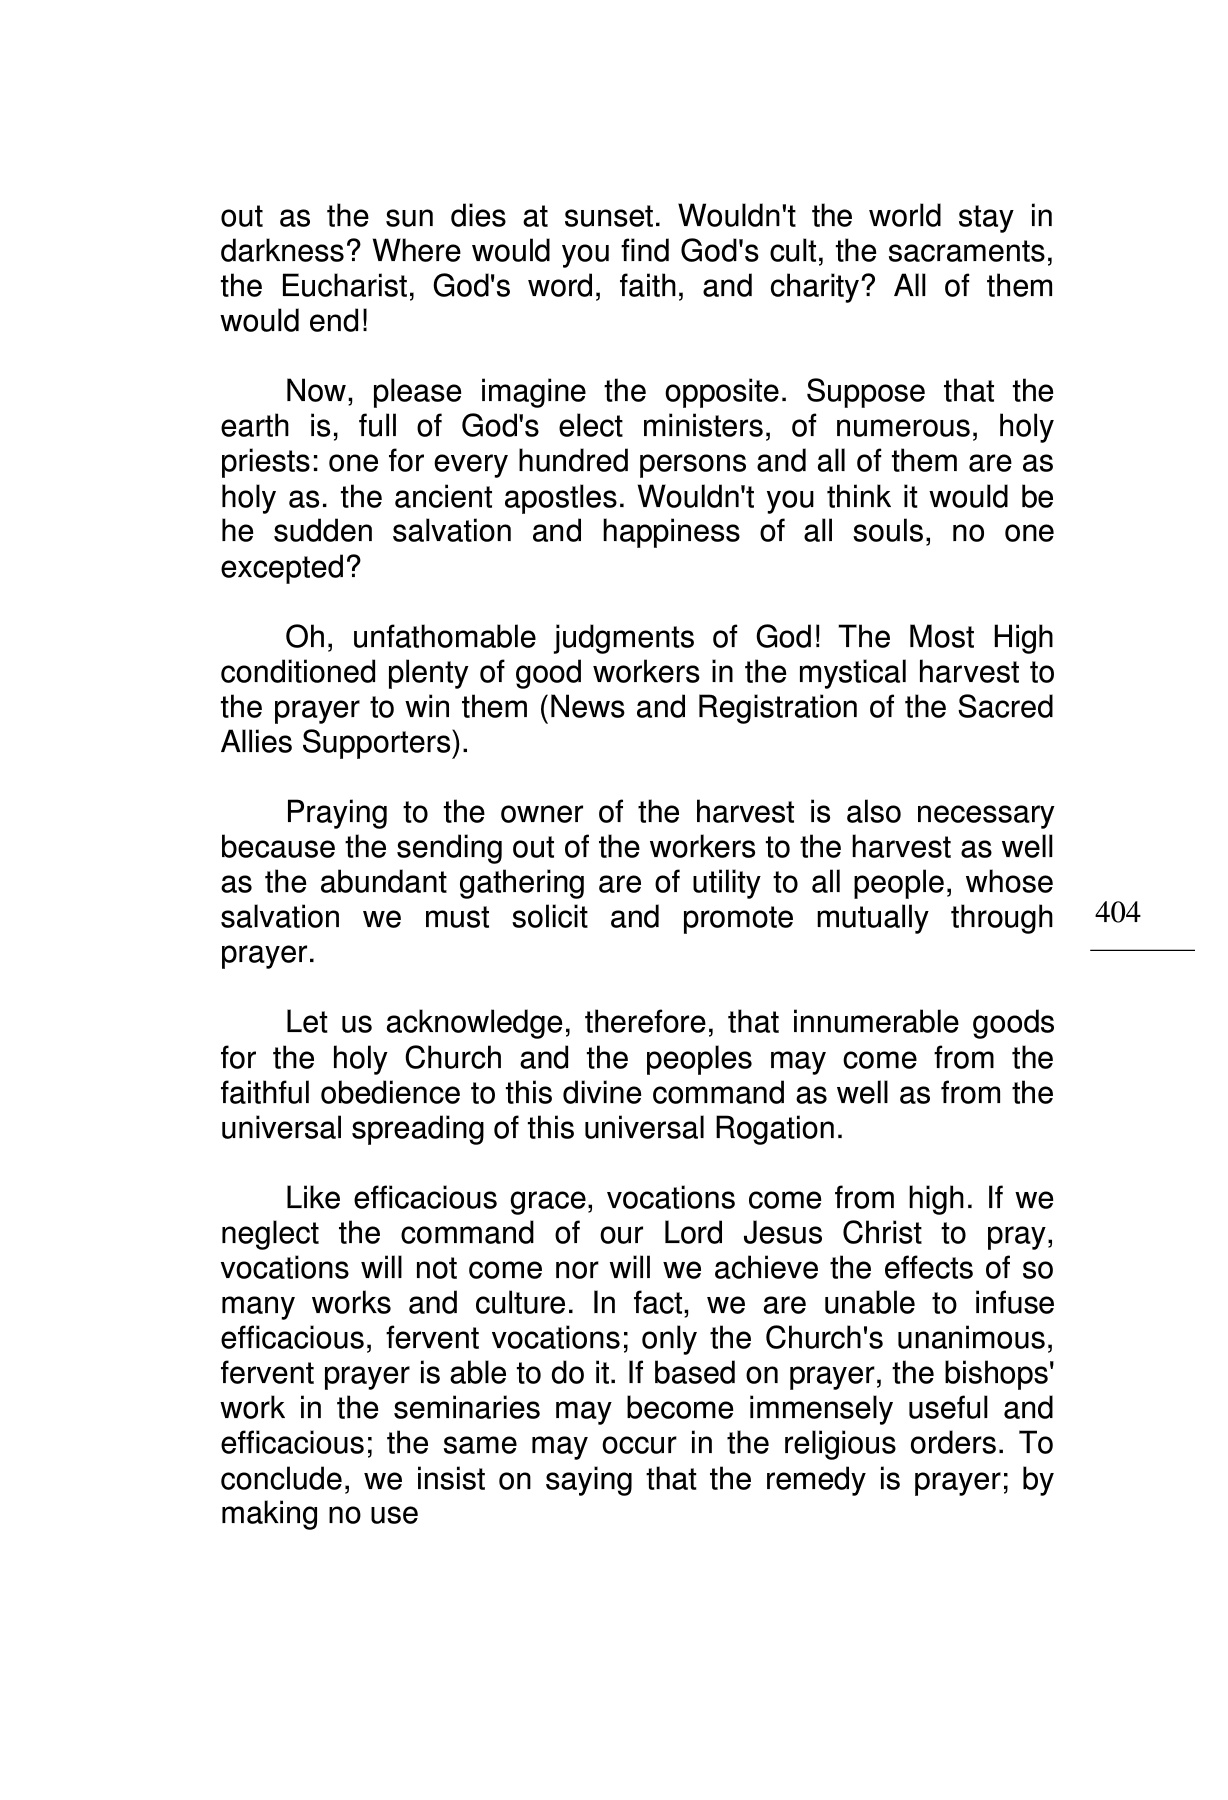 out as the sun dies at sunset. Wouldn't the world stay in
darkness? Where would you find God's cult, the sacraments,
the Eucharist, God's word, faith, and charity? All of them
would end!
Now, please imagine the opposite. Suppose that the
earth is, full of God's elect ministers, of numerous, holy
priests: one for every hundred persons and all of them are as
holy as. the ancient apostles. Wouldn't you think it would be
he sudden salvation and happiness of all souls, no one
excepted?
Oh, unfathomable judgments of God! The Most High
conditioned plenty of good workers in the mystical harvest to
the prayer to win them (News and Registration of the Sacred
Allies Supporters).
Praying to the owner of the harvest is also necessary
because the sending out of the workers to the harvest as well
as the abundant gathering are of utility to all people, whose
salvation we must solicit and promote mutually through
prayer.
404
Let us acknowledge, therefore, that innumerable goods
for the holy Church and the peoples may come from the
faithful obedience to this divine command as well as from the
universal spreading of this universal Rogation.
Like efficacious grace, vocations come from high. If we
neglect the command of our Lord Jesus Christ to pray,
vocations will not come nor will we achieve the effects of so
many works and culture. In fact, we are unable to infuse
efficacious, fervent vocations; only the Church's unanimous,
fervent prayer is able to do it. If based on prayer, the bishops'
work in the seminaries may become immensely useful and
efficacious; the same may occur in the religious orders. To
conclude, we insist on saying that the remedy is prayer; by
making no use